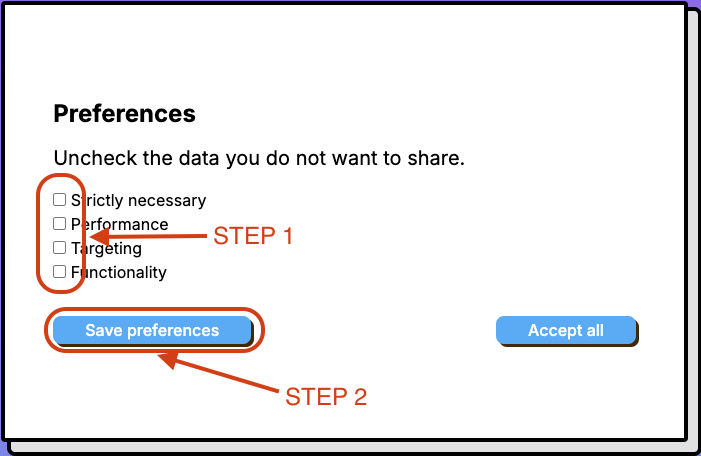 Preferences
Uncheck the data you do not want to share.
Strictly necessary
Performance
STEP 1
Targeting
Functionality
Save preferences
Accept all
STEP 2